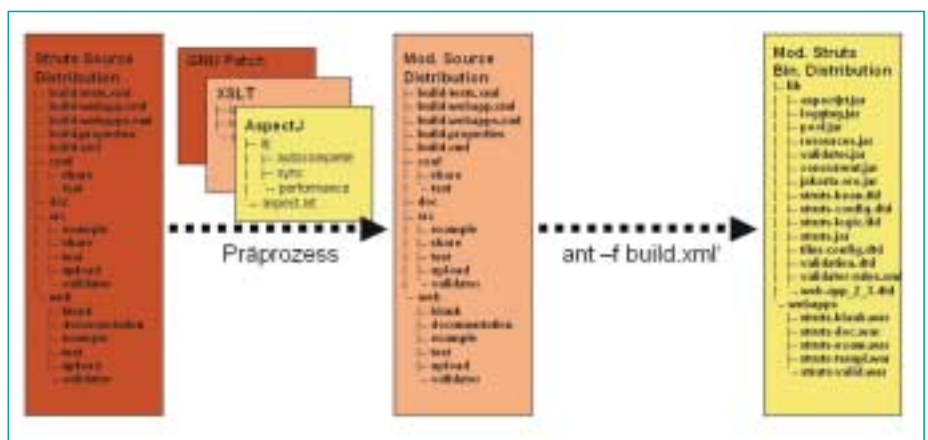 Struts Source
Distribution
build-tests.xml
build-webapp.xml
build-webapps.xml
build.properties
build.xml
conf
share
test
doc
src
example
share
test
upload
validator
web
blank
documentation
example
test
upload
validator
GNU Patch
XSLT
AspectJ
autocomplete
sync
performance
aspect.lst
Präprozess
Mod. Source
Distribution
build-tests.xml
build-webapp.xml
build-webapps.xml
build.properties
build.xml
conf
share
test
doc
src
example
share
test
upload
validator
web
blank
documentation
example
test
upload
validator
ant –f build.xml'
Mod. Struts
Bin. Distribution
lib
aspectjrt.jar
logging.jar
pool.jar
resources.jar
validator.jar
jakarta-oro.jar
struts-bean.tld
struts-config.dtd
struts-logic.tld
struts.jar
tiles-config.dtd
validation.dtd
validator-rules.xml
web-app_2_3.dtd
webapps
struts-blank.war
struts-doc.war
struts-exam.war
struts-templ.war
struts-valid.war